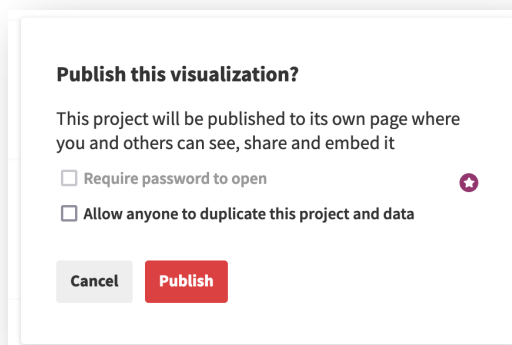 Publish this visualization?
This project will be published to its own page where
you and others can see, share and embed it
Require password to open
Allow anyone to duplicate this project and data
Cancel Publish